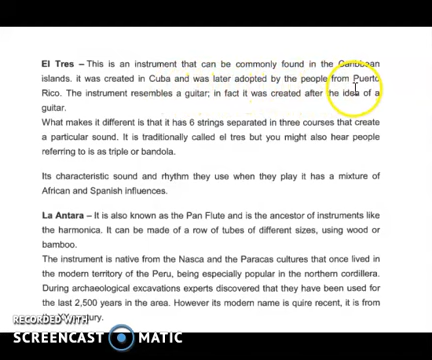 El Tres – This is an instrument that can be commonly found in the Caribbean
islands. it was created in Cuba and was later adopted by the people from Puerto
Rico. The instrument resembles a guitar; in fact it was created after the idea of a
guitar.
What makes it different is that it has 6 strings separated in three courses that create
a particular sound. It is traditionally called el tres but you might also hear people
referring to is as triple or bandola.
Its characteristic sound and rhythm they use when they play it has a mixture of
African and Spanish influences.
La Antara – It is also known as the Pan Flute and is the ancestor of instruments like
the harmonica. It can be made of a row of tubes of different sizes, using wood or
bamboo.
The instrument is native from the Nasca and the Paracas cultures that once lived in
the modern territory of the Peru, being especially popular in the northern cordillera.
During archaeological excavations experts discovered that they have been used for
the last 2,500 years in the area. However its modern name is quire recent, it is from
RECORDED WITH
SCREENCAST MATIC